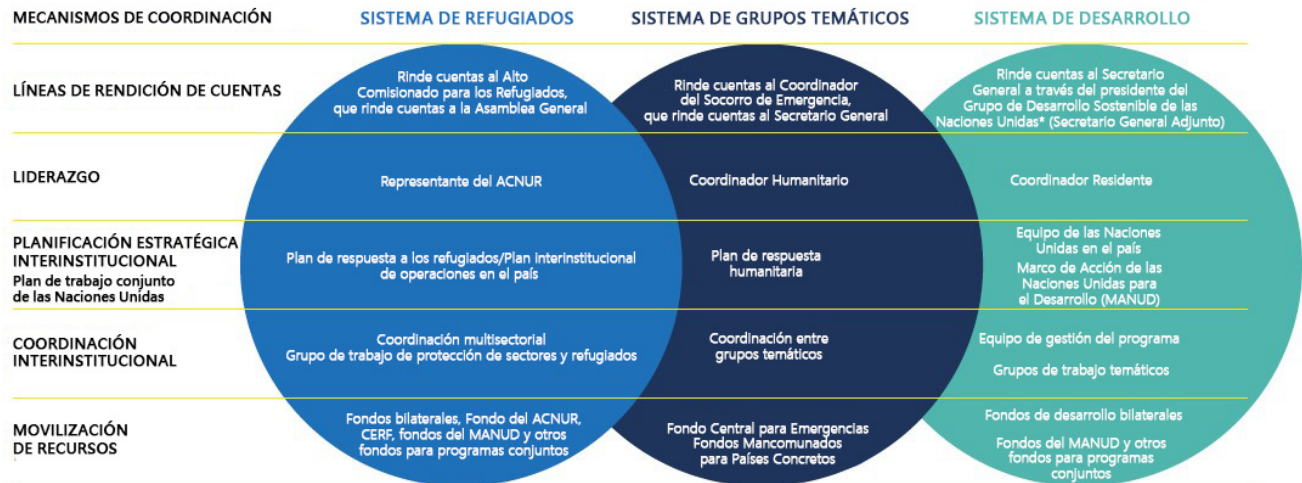 MECANISMOS DE COORDINACIÓN
SISTEMA DE REFUGIADOS
SISTEMA DE GRUPOS TEMÁTICOS
SISTEMA DE DESARROLLO
LÍNEAS DE RENDICIÓN DE CUENTAS
Rinde cuentas al Alto
Comisionado para los Refugiados,
que rinde cuentas a la Asamblea General
Rinde cuentas al Coordinador
del Socorro de Emergencia,
que rinde cuentas al Secretario General
Rinde cuentas al Secretario
General a través del presidente del
Grupo de Desarrollo Sostenible de las
Naciones Unidas* (Secretario General Adjunto)
LIDERAZGO
Representante del ACNUR
Coordinador Humanitario
Coordinador Residente
PLANIFICACIÓN ESTRATÉGICA
INTERINSTITUCIONAL
Plan de trabajo conjunto
de las Naciones Unidas
Plan de respuesta a los refugiados/Plan interinstitucional
de operaciones en el país
Plan de respuesta
humanitaria
Equipo de las Naciones
Unidas en el país
Marco de Acción de las
Naciones Unidas para
el Desarrollo (MANUD)
COORDINACIÓN
INTERINSTITUCIONAL
Coordinación multisectorial
Grupo de trabajo de protección de sectores y refugiados
Coordinación entre
grupos temáticos
Equipo de gestión del programa
Grupos de trabajo temáticos
MOVILIZACIÓN
DE RECURSOS
Fondos bilaterales, Fondo del ACNUR,
CERF, fondos del MANUD y otros
fondos para programas conjuntos
Fondo Central para Emergencias
Fondos Mancomunados
para Países Concretos
Fondos de desarrollo bilaterales
Fondos del MANUD y otros
fondos para programas
conjuntos